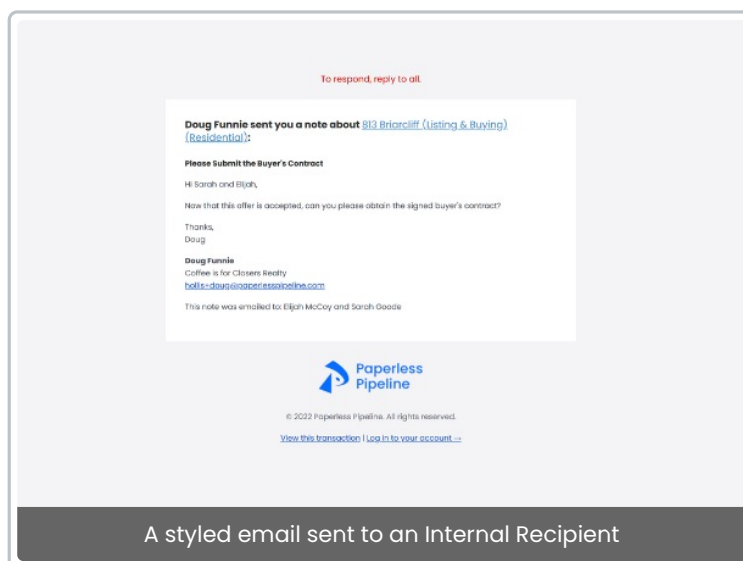 To respond, reply to all.
Doug Funnie sent you a note about 813 Briarcliff (Listing & Buying)
(Residential):
Please Submit the Buyer's Contract
Hi Sarah and Elijah,
Now that this offer is accepted, can you please obtain the signed buyer's contract?
Thanks,
Doug
Doug Funnie
Coffee is for Closers Realty
hollis+doug@paperlesspipeline.com
This note was emailed to: Elijah McCoy and Sarah Goode
Paperless
Pipeline
© 2022 Paperless Pipeline. All rights reserved.
View this transaction | Log in to your account →
A styled email sent to an Internal Recipient